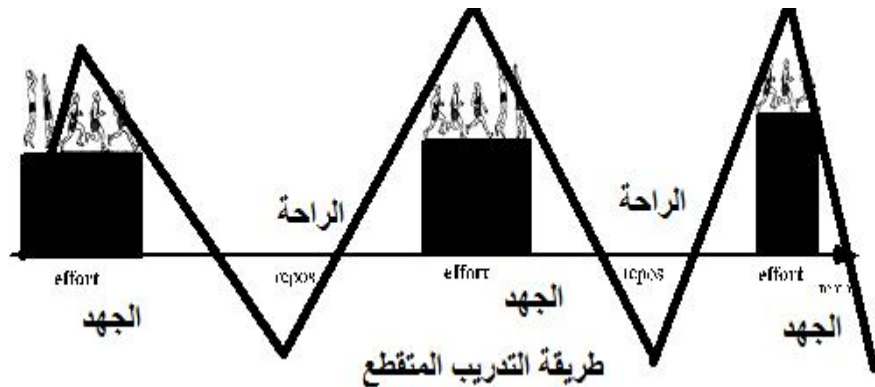 الراحة
الراحة
effort
repos
effort
repos
effort
الجهد
الجهد
الجهد
طريقة التدريب المتقطع